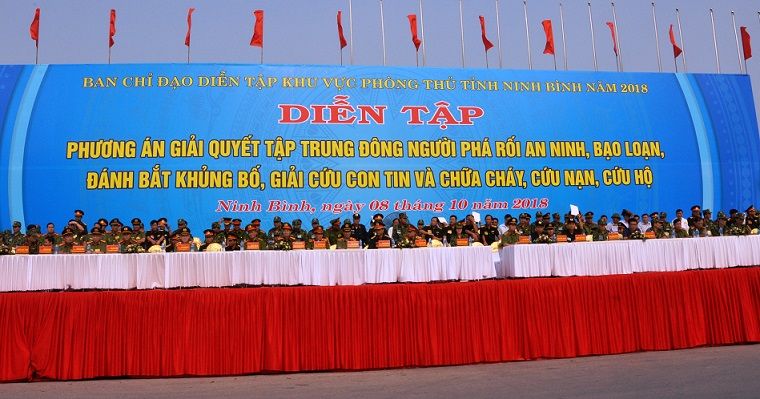 BAN CHỈ ĐẠO DIỄN TẬP KHU VỰC PHÒNG THỦ TỈNH NINH BÌNH NĂM 2018
DIỄN TẬP
PHƯƠNG ÁN GIẢI QUYẾT TẬP TRUNG ĐÔNG NGƯỜI PHÁ RỐI AN NINH, BẠO LOẠN,
ĐÁNH BẮT KHỦNG BỐ, GIẢI CỨU CON TIN VÀ CHỮA CHÁY, CỨU NẠN, CỨU HỘ
Ninh Bình, ngày 08 tháng 10 năm 2018